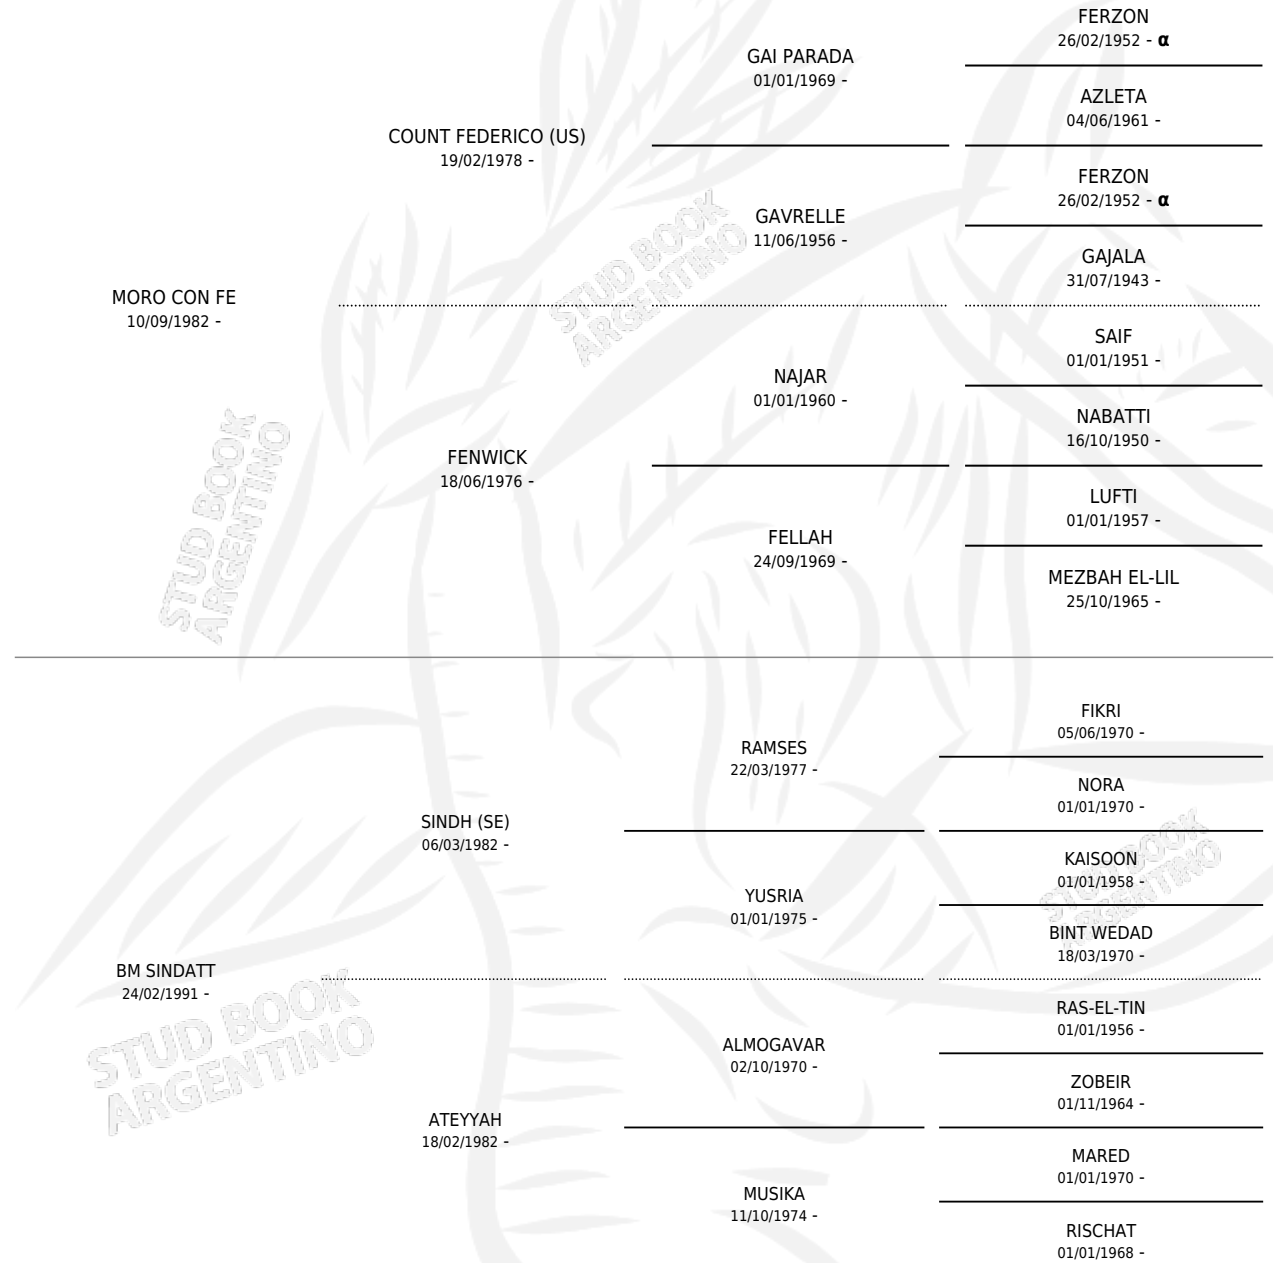 FERZON
26/02/1952 - α
GAI PARADA
01/01/1969 -
AZLETA
04/06/1961 -
COUNT FEDERICO (US)
19/02/1978 -
FERZON
26/02/1952 - α
GAVRELLE
11/06/1956 -
GAJALA
31/07/1943 -
MORO CON FE
10/09/1982 -
SAIF
01/01/1951 -
NAJAR
01/01/1960 -
NABATTI
16/10/1950 -
FENWICK
18/06/1976 -
LUFTI
01/01/1957 -
FELLAH
24/09/1969 -
MEZBAH EL-LIL
25/10/1965 -
FIKRI
05/06/1970 -
RAMSES
22/03/1977 -
NORA
01/01/1970 -
SINDH (SE)
06/03/1982 -
KAISOON
01/01/1958 -
YUSRIA
01/01/1975 -
BINT WEDAD
18/03/1970 -
BM SINDATT
24/02/1991 -
RAS-EL-TIN
01/01/1956 -
ALMOGAVAR
02/10/1970 -
ZOBEIR
01/11/1964 -
ATEYYAH
18/02/1982 -
MARED
01/01/1970 -
MUSIKA
11/10/1974 -
RISCHAT
01/01/1968 -
STUD BOOK
ARGENTINO
STUD BOOK
ARGENTINO
STUD BOOK
ARGENTINO
STUD BOOK
ARGENTINO